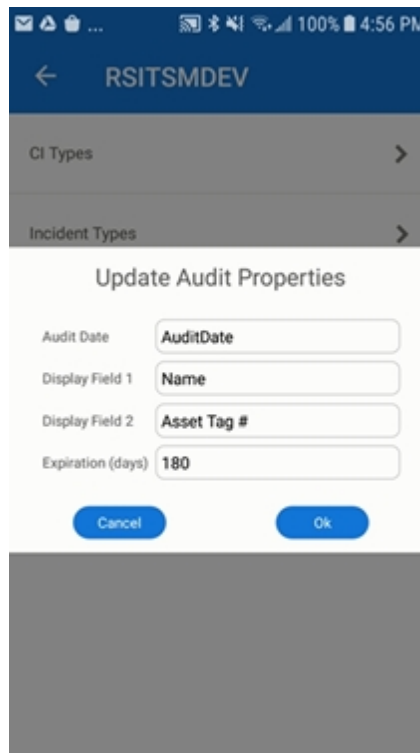 ... 100% 4:56 PM
RSITSMDEV
CI Types
Incident Types
Update Audit Properties
Audit Date AuditDate
Display Field 1 Name
Display Field 2 Asset Tag #
Expiration (days) 180
Cancel Ok